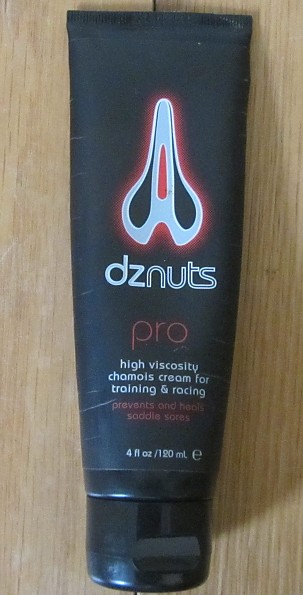 dznuts
pro
high viscosity
chamois cream for
training & racing
prevents and heals
saddle sores
4 fl oz /120 mL ℮